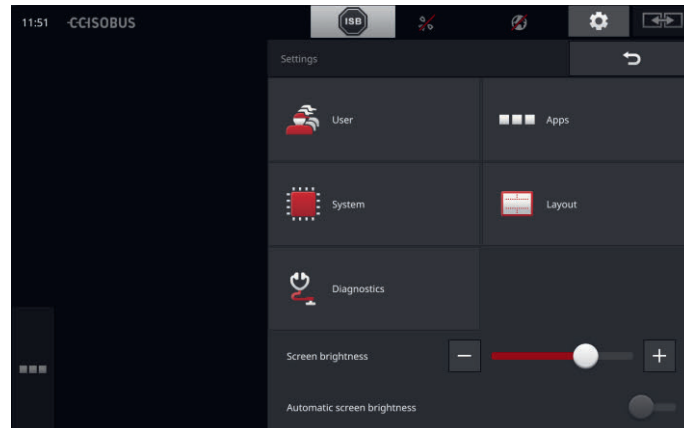 11:51 CCISOBUS ISB
Settings
User Apps
System Layout
Diagnostics
Screen brightness
Automatic screen brightness